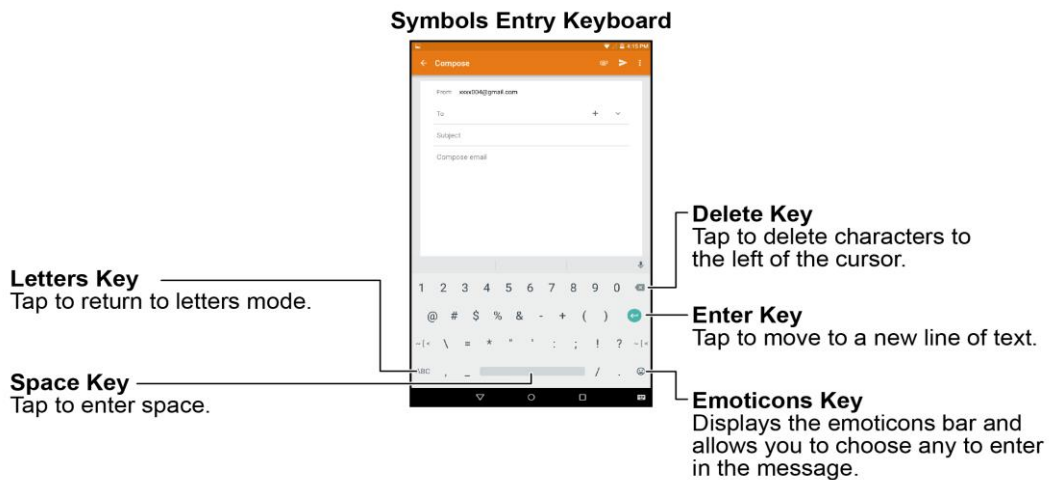 Symbols Entry Keyboard
4:15 PM
Compose
From xxxx004@gmail.com
To + ⌄
Subject
Compose email
Delete Key
Tap to delete characters to
the left of the cursor.
Letters Key
Tap to return to letters mode.
1 2 3 4 5 6 7 8 9 0
@ # $ % & - + ( )
Enter Key
Tap to move to a new line of text.
~[< \ = * " ' : ; ! ? ~[<
ABC , _ / .
Space Key
Tap to enter space.
Emoticons Key
Displays the emoticons bar and
allows you to choose any to enter
in the message.